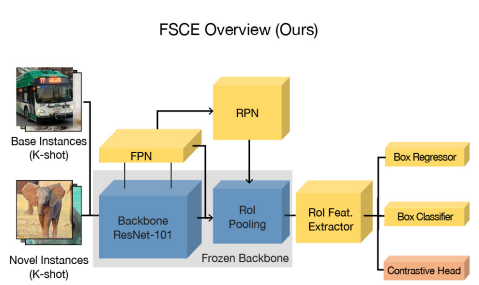 FSCE Overview (Ours)
Base Instances
(K-shot)
Novel Instances
(K-shot)
FPN
RPN
Backbone
ResNet-101
RoI
Pooling
Frozen Backbone
RoI Feat.
Extractor
Box Regressor
Box Classifier
Contrastive Head